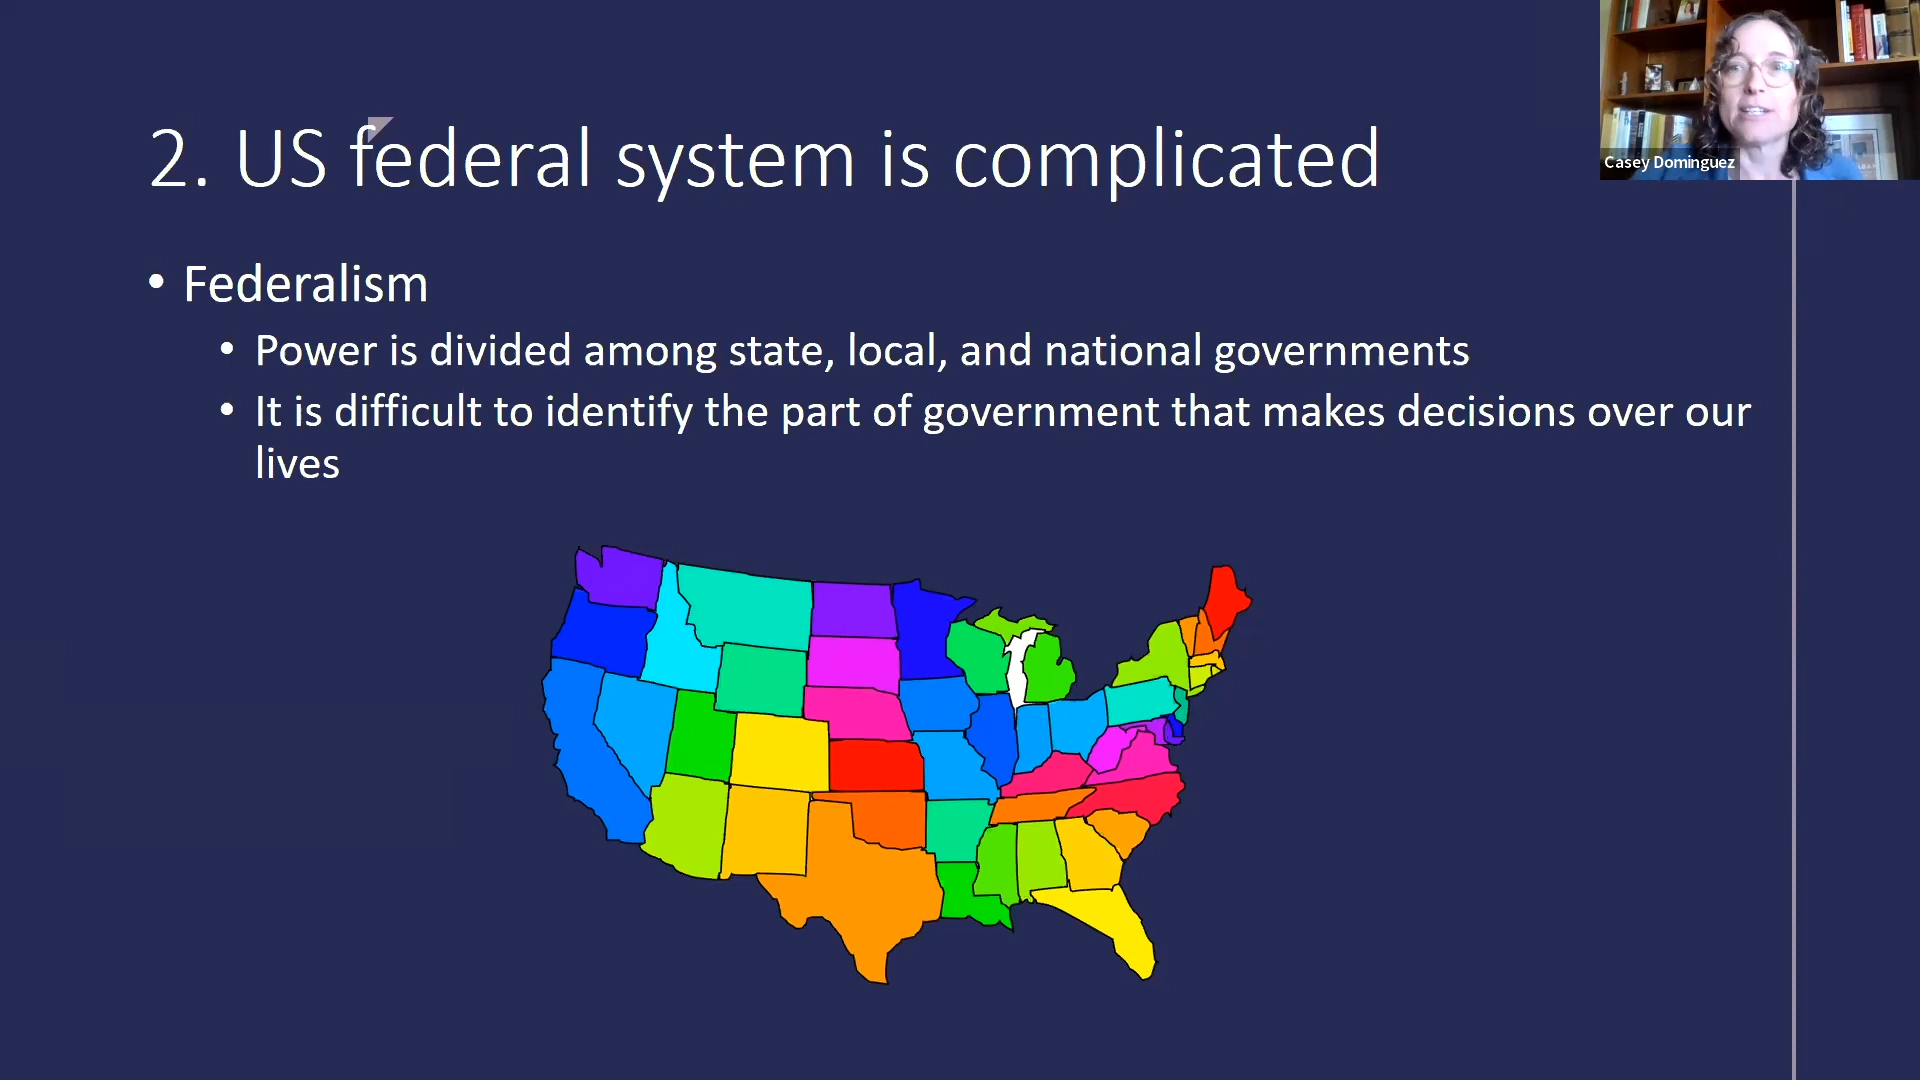 2. US federal system is complicated
Casey Dominguez
• Federalism
• Power is divided among state, local, and national governments
• It is difficult to identify the part of government that makes decisions over our
lives